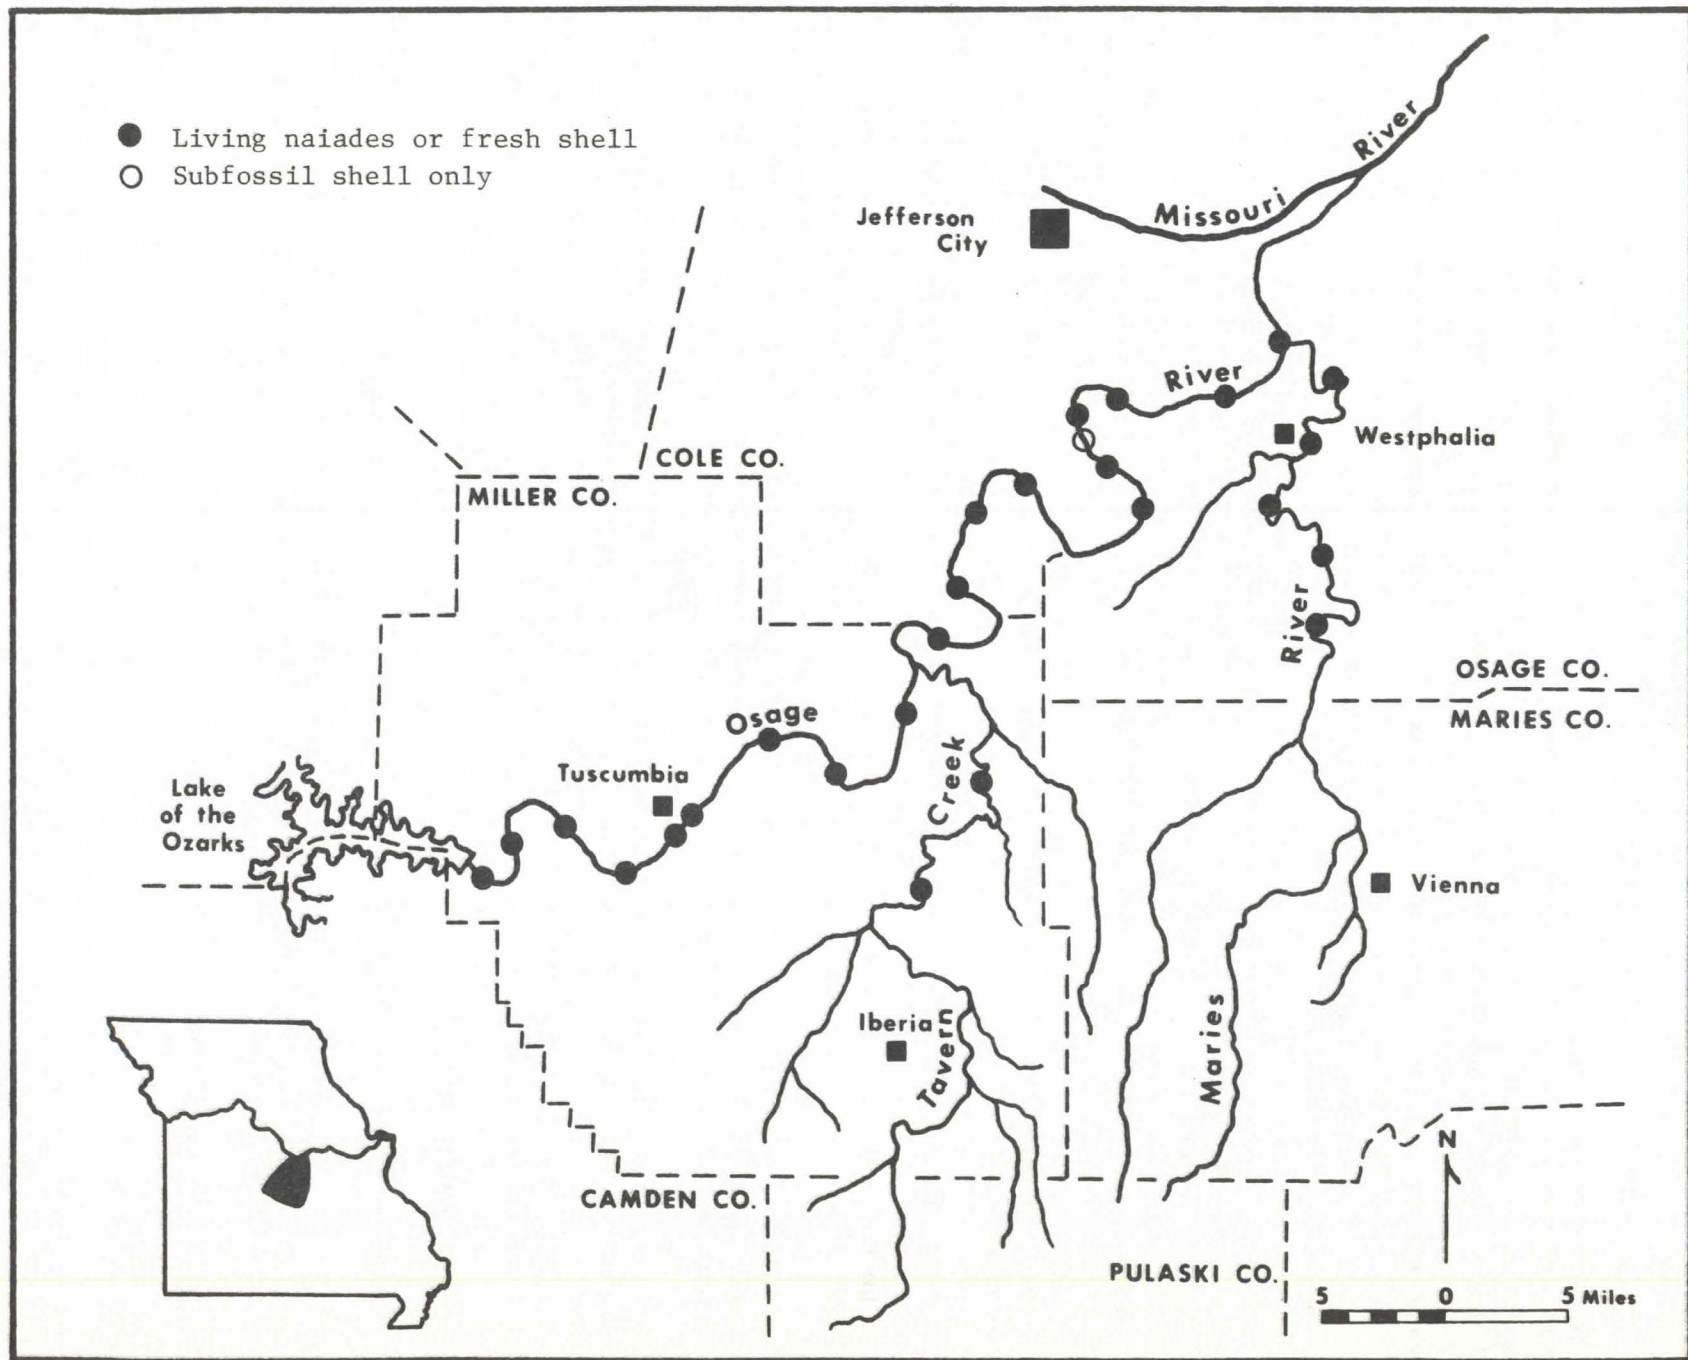 Living naiades or fresh shell
Subfossil shell only
Missouri River
Jefferson
City
River
Westphalia
COLE CO.
MILLER CO.
River
OSAGE CO.
MARIES CO.
Osage
Tuscumbia
Creek
Lake
of the
Ozarks
Vienna
Iberia
Tavern
Maries
N
CAMDEN CO.
PULASKI CO.
5 0 5 Miles